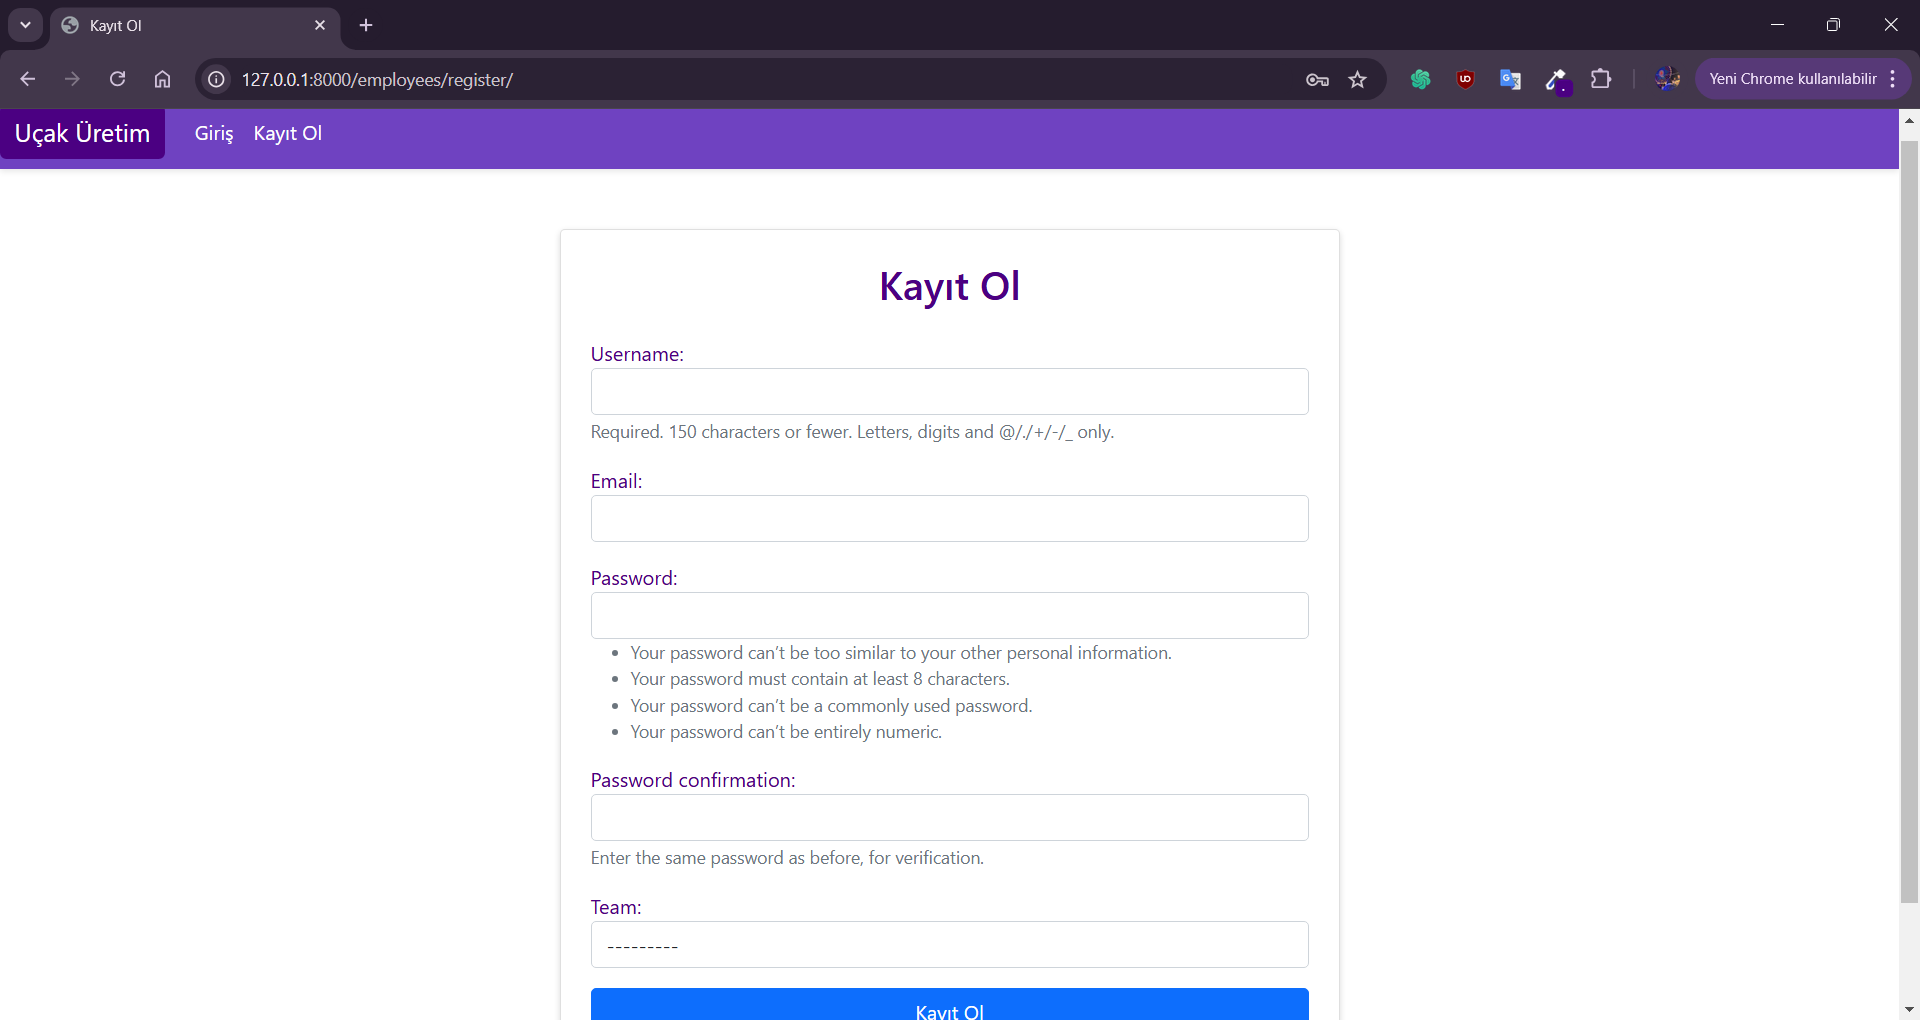 Kayıt Ol
127.0.0.1:8000/employees/register/
Yeni Chrome kullanılabilir
Uçak Üretim
Giriş
Kayıt Ol
Kayıt Ol
Username:
Required. 150 characters or fewer. Letters, digits and @/./+/-/_ only.
Email:
Password:
• Your password can’t be too similar to your other personal information.
• Your password must contain at least 8 characters.
• Your password can’t be a commonly used password.
• Your password can’t be entirely numeric.
Password confirmation:
Enter the same password as before, for verification.
Team:
---------
Kayıt Ol